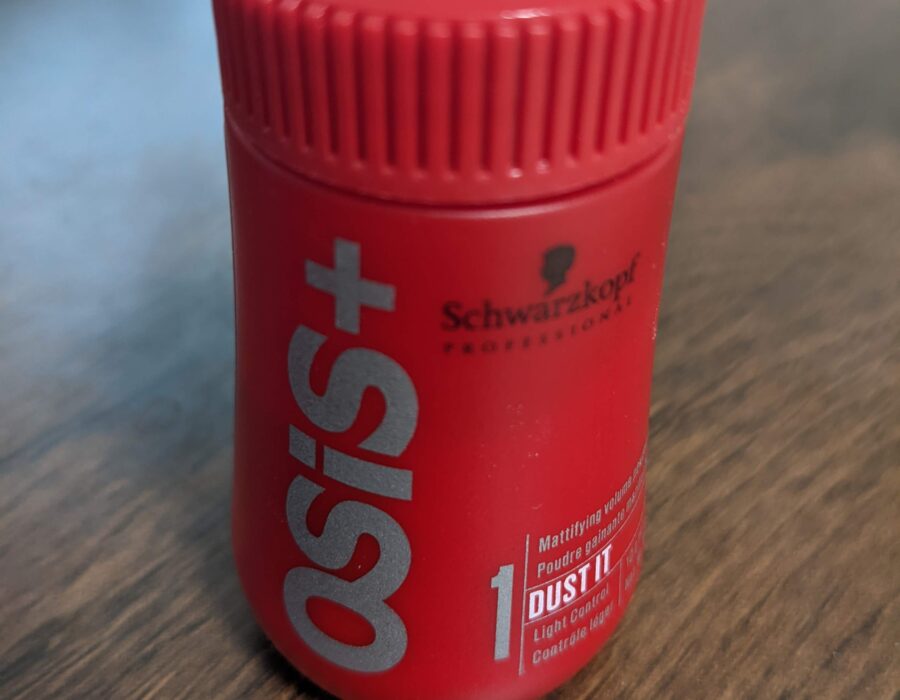 OSiS+
Schwarzkopf
PROFESSIONAL
1
Mattifying volume
Poudre gainante
DUST IT
Light Control
Contrôle léger